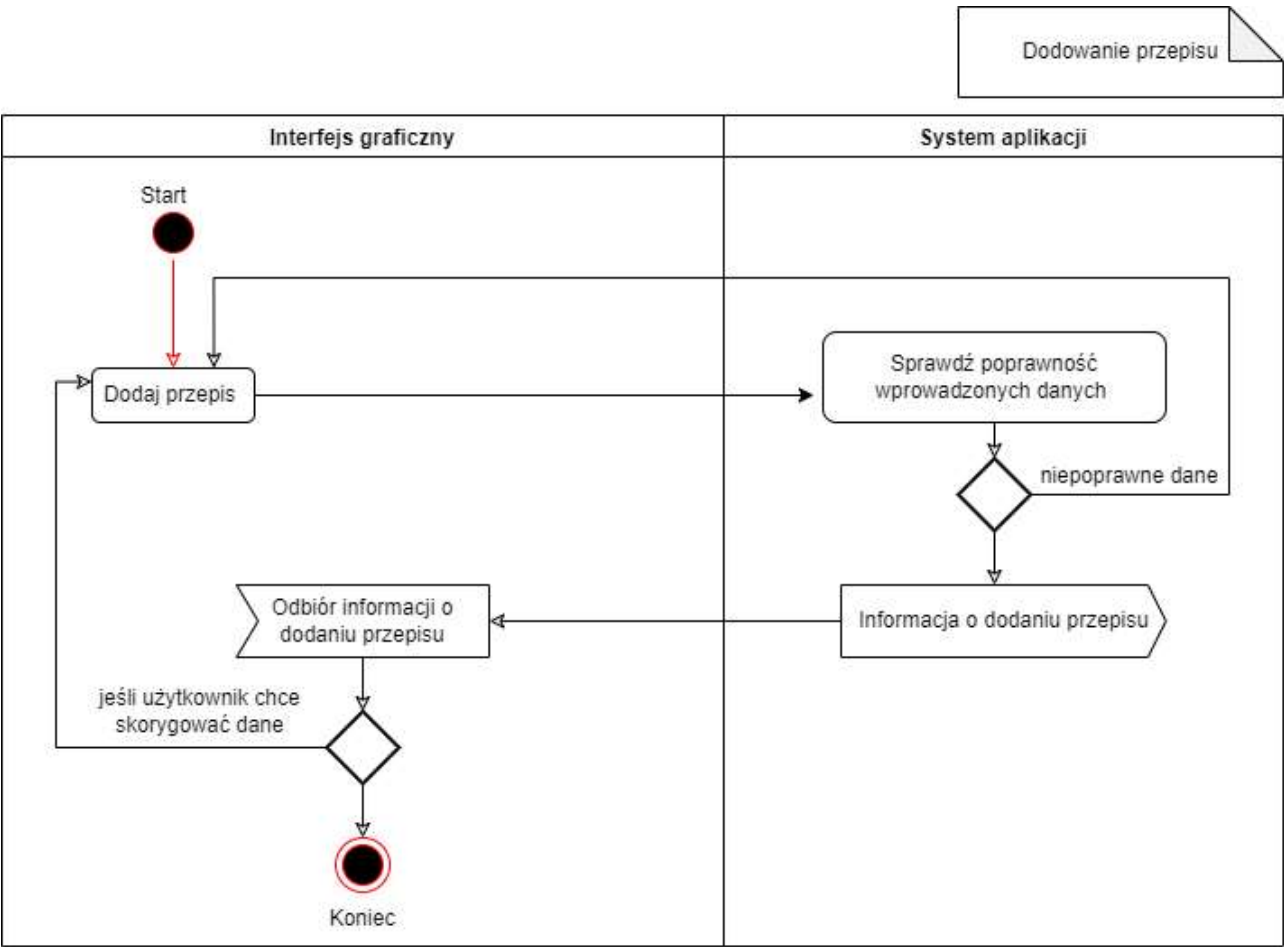 Dodowanie przepisu
Interfejs graficzny
System aplikacji
Start
Dodaj przepis
Sprawdź poprawność
wprowadzonych danych
niepoprawne dane
Odbiór informacji o
dodaniu przepisu
Informacja o dodaniu przepisu
jeśli użytkownik chce
skorygować dane
Koniec